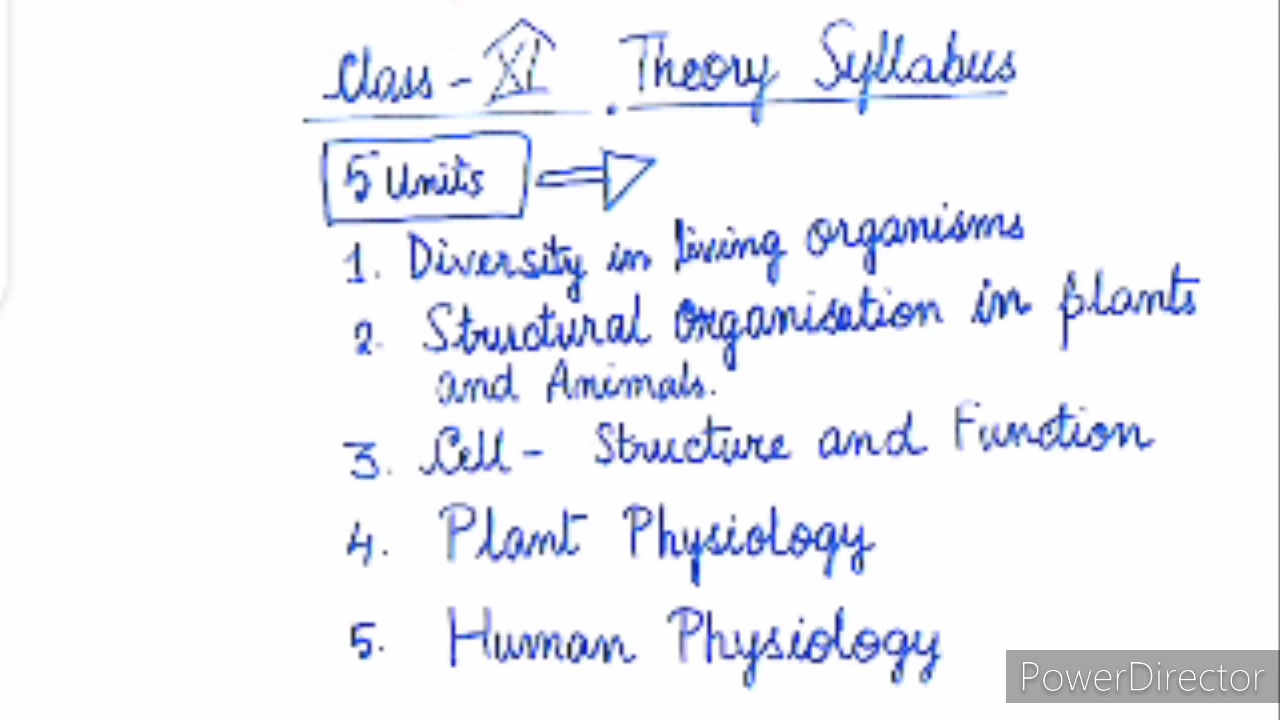 Class - XI. Theory Syllabus
5 Units
1. Diversity in living organisms
2. Structural Organisation in plants
and Animals.
3. Cell - Structure and Function
4. Plant Physiology
5. Human Physiology
PowerDirector